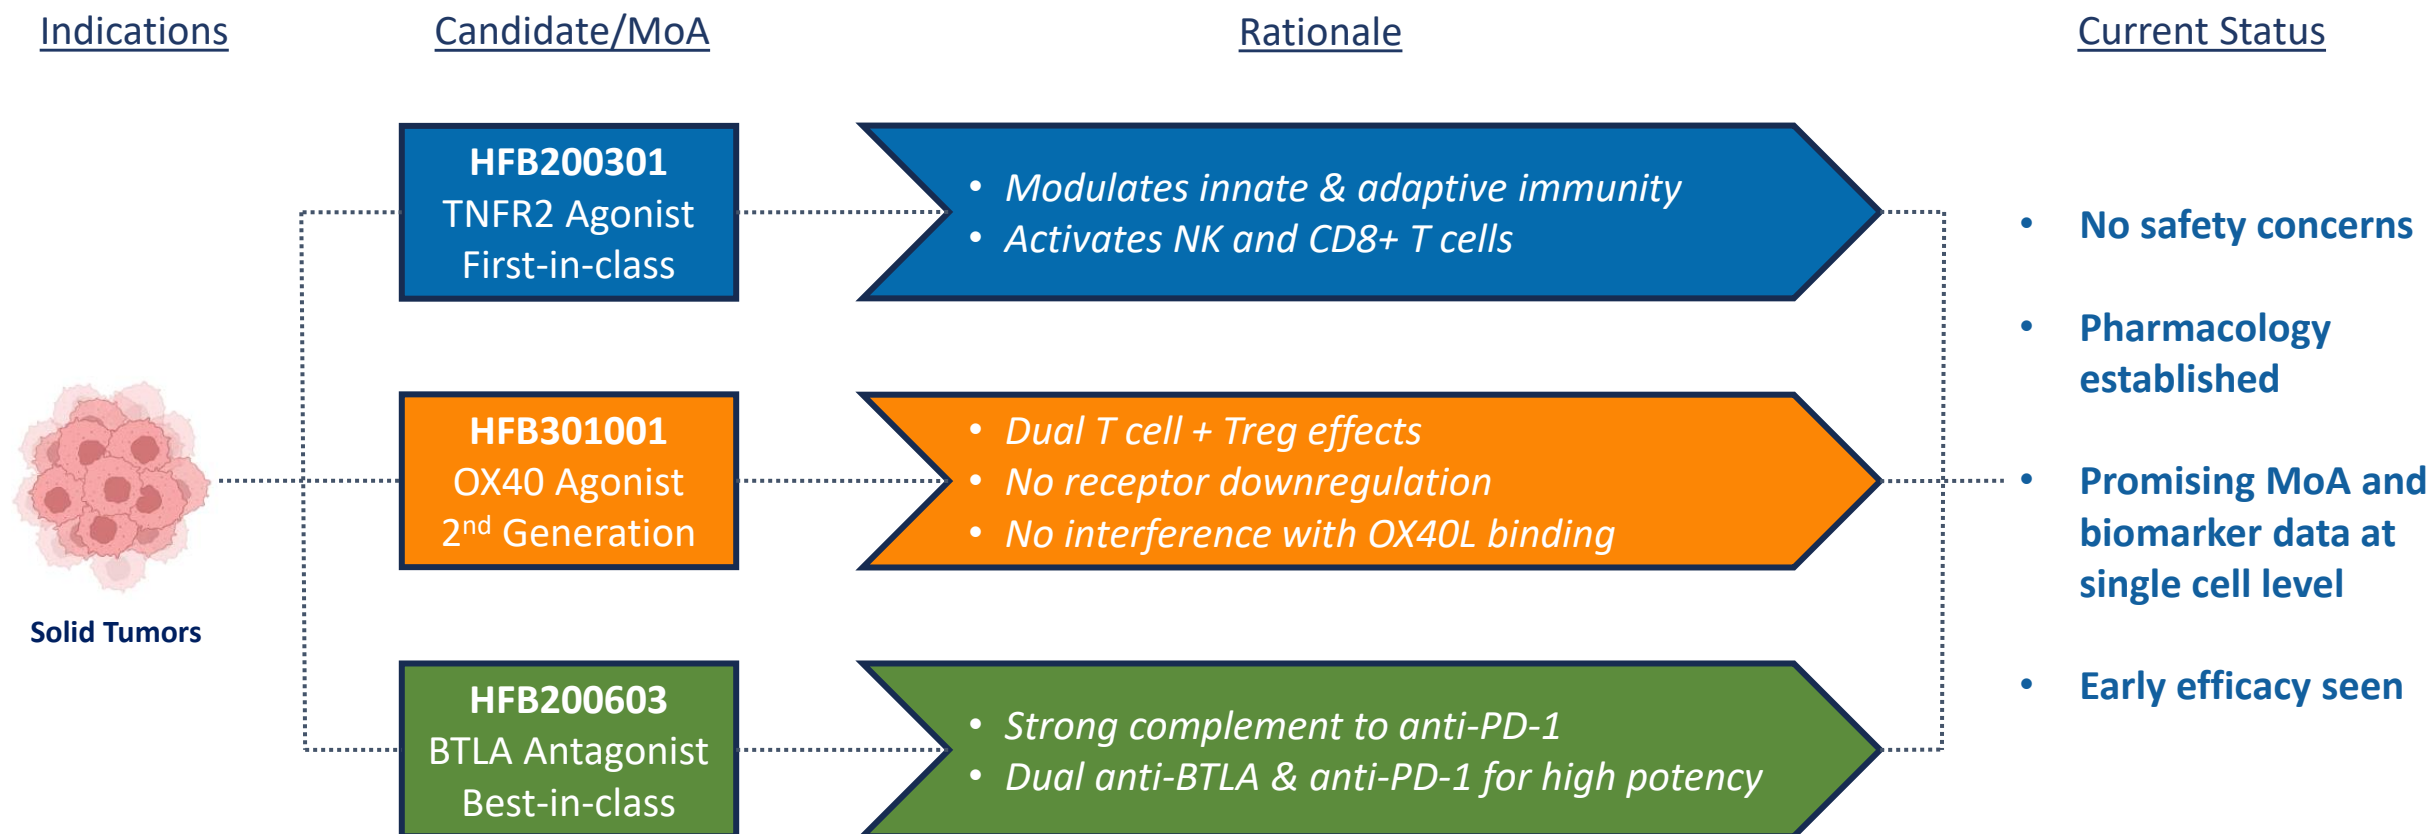 Indications
Candidate/MoA
Rationale
Current Status
HFB200301
TNFR2 Agonist
First-in-class
• Modulates innate & adaptive immunity
• Activates NK and CD8+ T cells
HFB301001
OX40 Agonist
2nd Generation
• Dual T cell + Treg effects
• No receptor downregulation
• No interference with OX40L binding
HFB200603
BTLA Antagonist
Best-in-class
• Strong complement to anti-PD-1
• Dual anti-BTLA & anti-PD-1 for high potency
Solid Tumors
• No safety concerns
• Pharmacology
established
• Promising MoA and
biomarker data at
single cell level
• Early efficacy seen